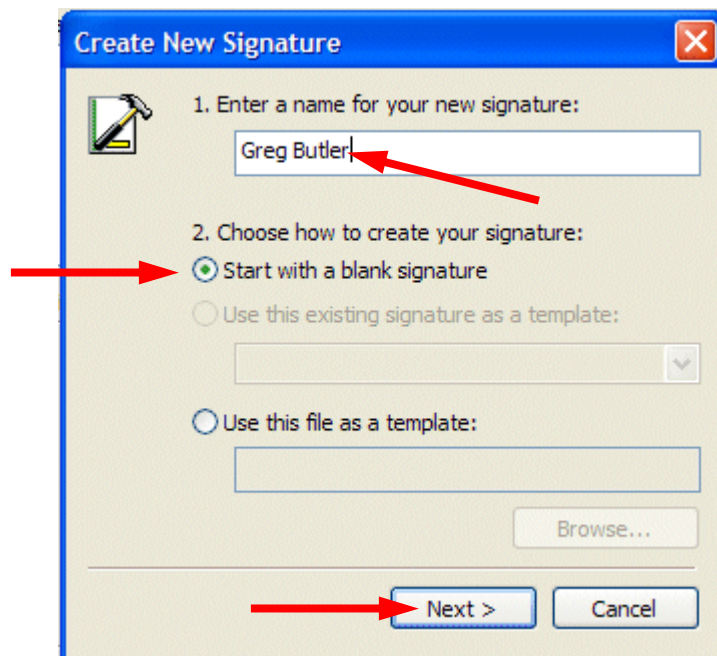 Create New Signature
1. Enter a name for your new signature:
Greg Butler
2. Choose how to create your signature:
Start with a blank signature
Use this existing signature as a template:
Use this file as a template:
Browse...
Next >
Cancel